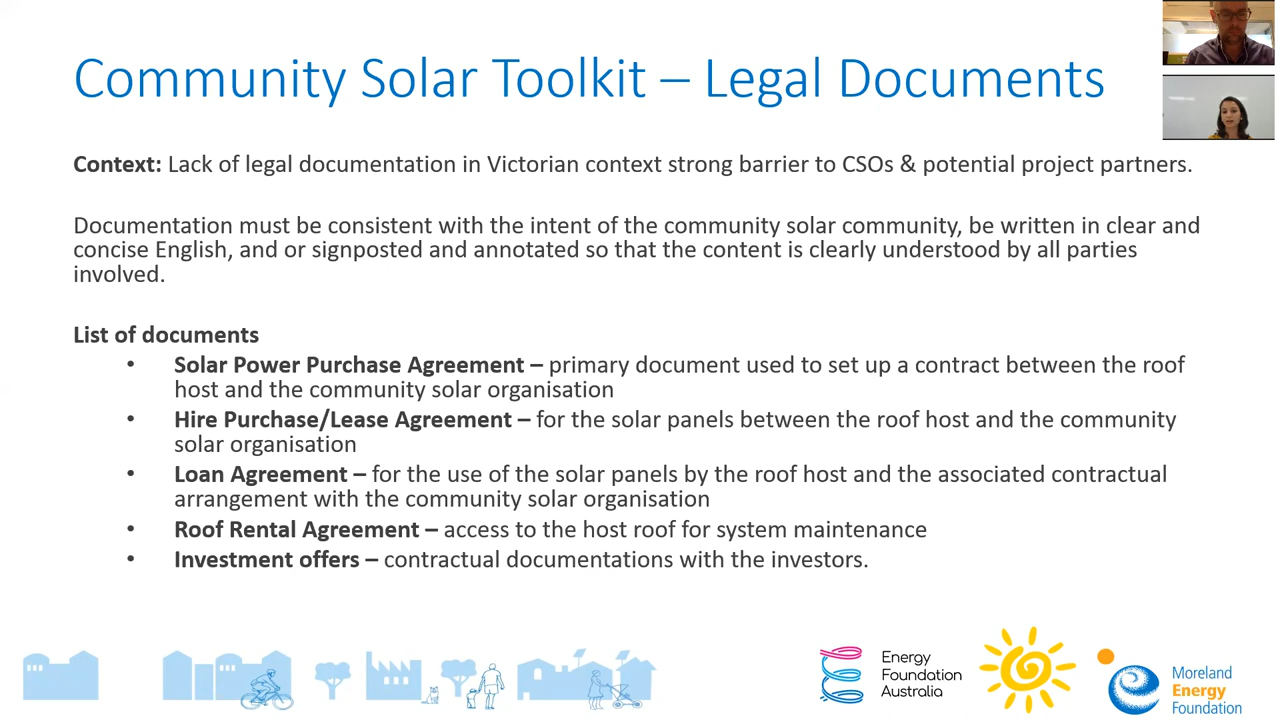 Community Solar Toolkit – Legal Documents
Context: Lack of legal documentation in Victorian context strong barrier to CSOs & potential project partners.
Documentation must be consistent with the intent of the community solar community, be written in clear and
concise English, and or signposted and annotated so that the content is clearly understood by all parties
involved.
List of documents
• Solar Power Purchase Agreement – primary document used to set up a contract between the roof
host and the community solar organisation
• Hire Purchase/Lease Agreement – for the solar panels between the roof host and the community
solar organisation
• Loan Agreement – for the use of the solar panels by the roof host and the associated contractual
arrangement with the community solar organisation
• Roof Rental Agreement – access to the host roof for system maintenance
• Investment offers – contractual documentations with the investors.
Energy
Foundation
Australia
Moreland
Energy
Foundation